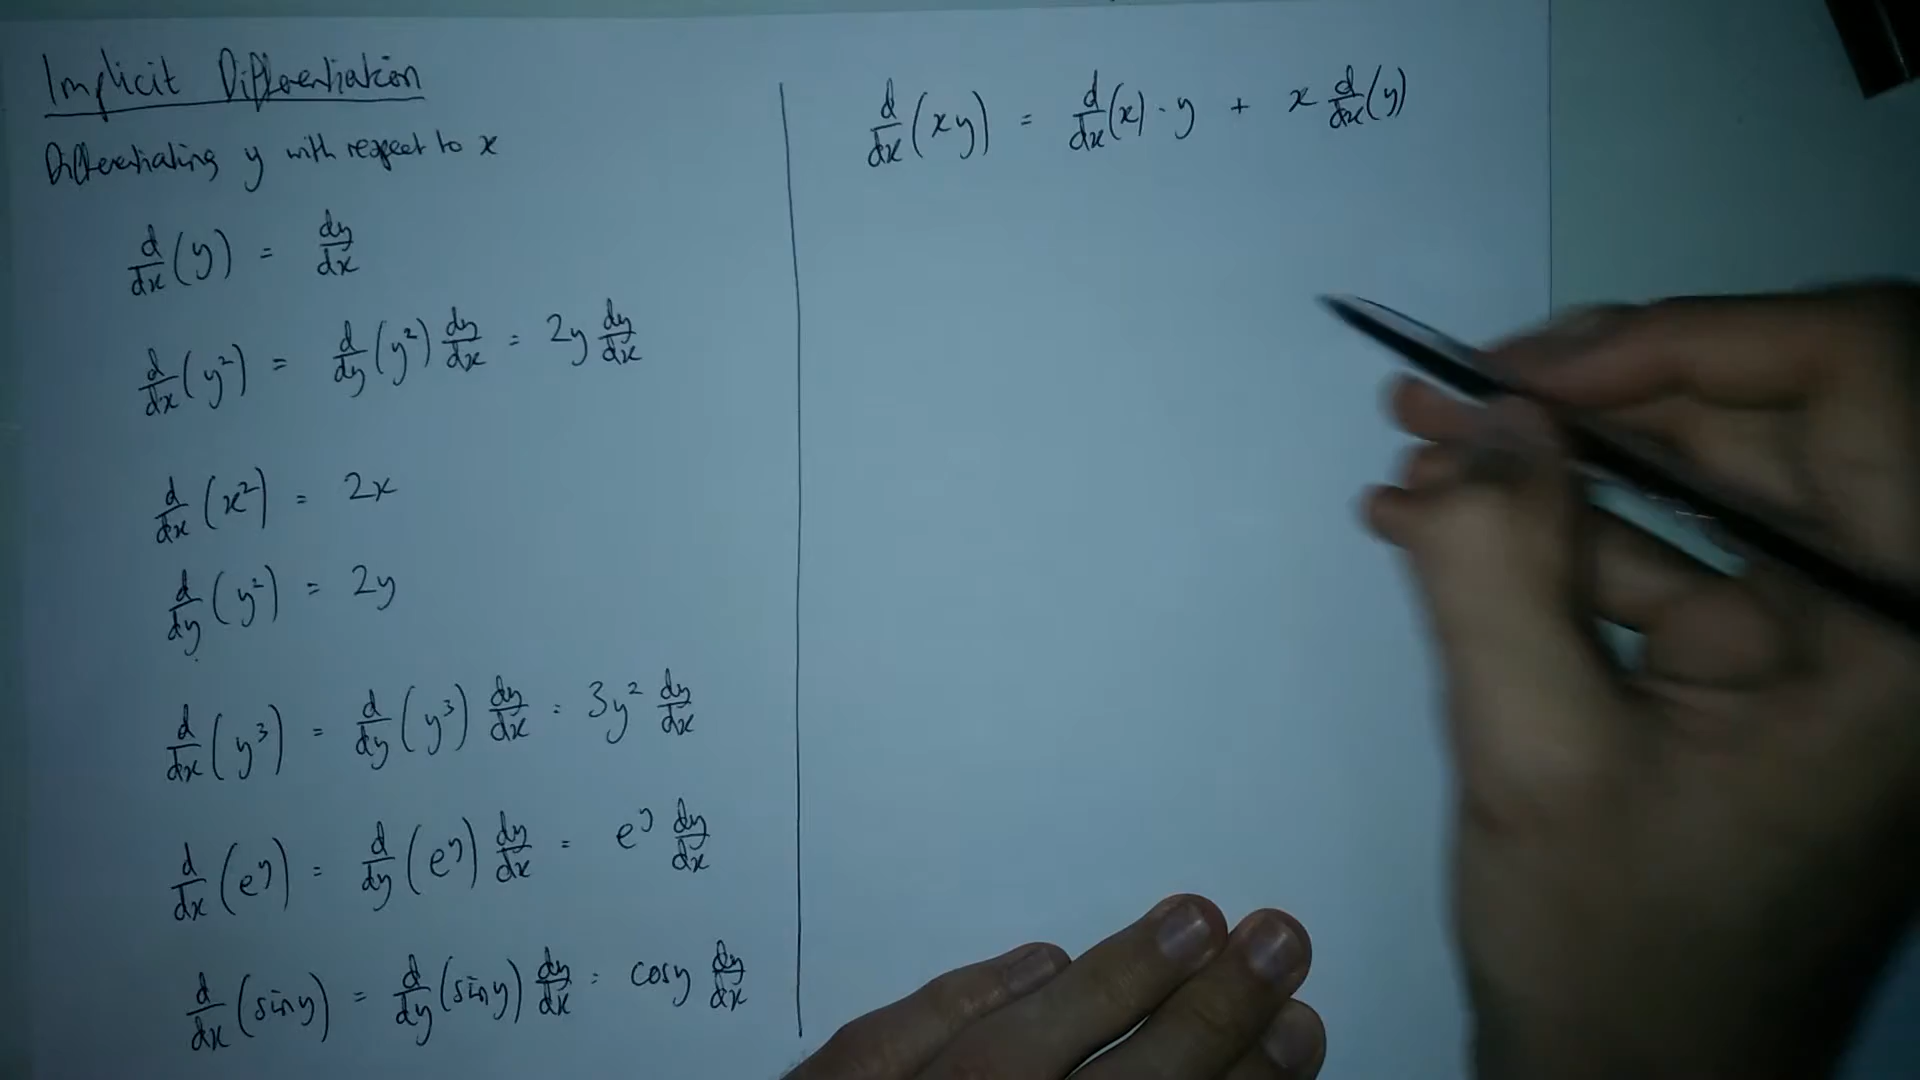 Implicit Differentiation
Differentiating y with respect to x
d/dx (y) = dy/dx
d/dx (y²) = d/dy (y²) dy/dx = 2y dy/dx
d/dx (x²) = 2x
d/dy (y²) = 2y
d/dx (y³) = d/dy (y³) dy/dx = 3y² dy/dx
d/dx (e^y) = d/dy (e^y) dy/dx = e^y dy/dx
d/dx (sin y) = d/dy (sin y) dy/dx = cos y dy/dx
d/dx (xy) = d/dx (x) · y + x d/dx (y)